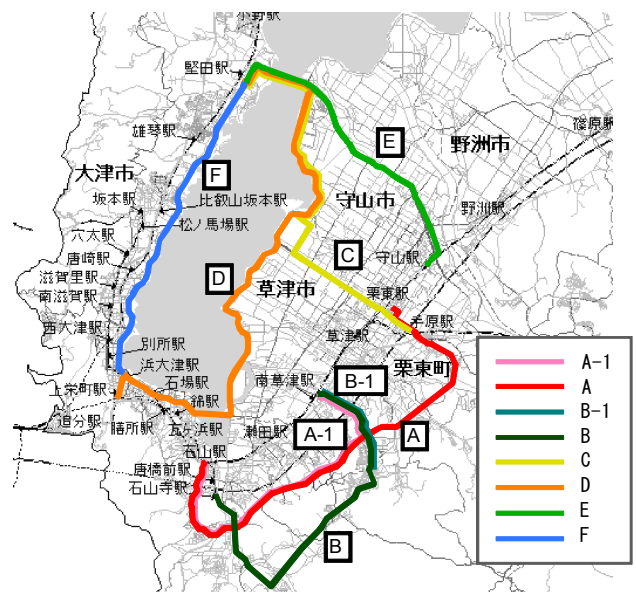 小野駅
堅田駅
雄琴駅
大津市
坂本駅
比叡山坂本駅
松ノ馬場駅
穴太駅
唐崎駅
滋賀里駅
南滋賀駅
西大津駅
別所駅
浜大津駅
上栄町駅
石場駅
錦駅
追分駅
膳所駅
瓦ヶ浜駅
瀬田駅
石山駅
唐橋前駅
石山寺駅
南草津駅
草津市
草津駅
栗東駅
手原駅
栗東町
守山市
守山駅
野洲市
野洲駅
篠原駅
E
F
C
D
B-1
A-1
A
B
A-1
A
B-1
B
C
D
E
F